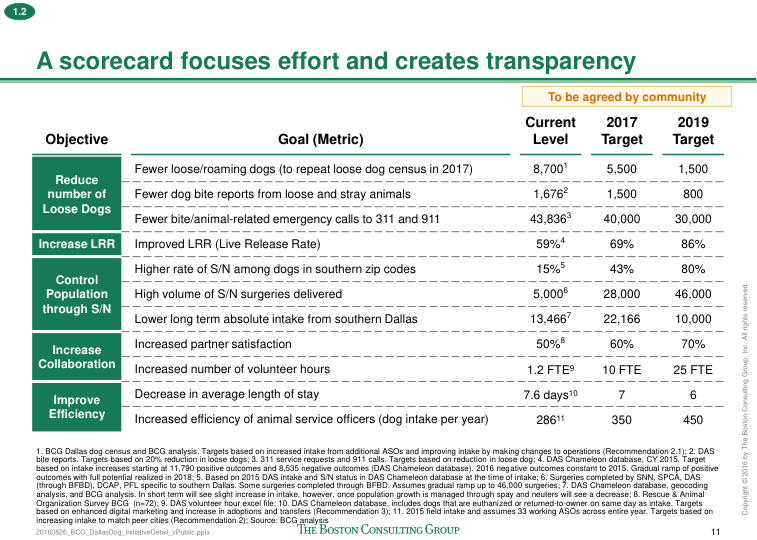 1.2
A scorecard focuses effort and creates transparency
To be agreed by community
Objective Goal (Metric) Current Level 2017 Target 2019 Target
Reduce number of Loose Dogs
Fewer loose/roaming dogs (to repeat loose dog census in 2017) 8,700¹ 5,500 1,500
Fewer dog bite reports from loose and stray animals 1,676² 1,500 800
Fewer bite/animal-related emergency calls to 311 and 911 43,836³ 40,000 30,000
Increase LRR Improved LRR (Live Release Rate) 59%⁴ 69% 86%
Control Population through S/N
Higher rate of S/N among dogs in southern zip codes 15%⁵ 43% 80%
High volume of S/N surgeries delivered 5,000⁶ 28,000 46,000
Lower long term absolute intake from southern Dallas 13,466⁷ 22,166 10,000
Increase Collaboration
Increased partner satisfaction 50%⁸ 60% 70%
Increased number of volunteer hours 1.2 FTE⁹ 10 FTE 25 FTE
Improve Efficiency
Decrease in average length of stay 7.6 days¹⁰ 7 6
Increased efficiency of animal service officers (dog intake per year) 286¹¹ 350 450
1. BCG Dallas dog census and BCG analysis. Targets based on increased intake from additional ASOs and improving intake by making changes to operations (Recommendation 2.1); 2. DAS
bite reports. Targets based on 20% reduction in loose dogs; 3. 311 service requests and 911 calls. Targets based on reduction in loose dog; 4. DAS Chameleon database, CY 2015. Target
based on intake increases starting at 11,790 positive outcomes and 8,535 negative outcomes (DAS Chameleon database). 2016 negative outcomes constant to 2015. Gradual ramp of positive
outcomes with full potential realized in 2018; 5. Based on 2015 DAS intake and S/N status in DAS Chameleon database at the time of intake; 6. Surgeries completed by SNN, SPCA, DAS
(through BFBD), DCAP, PFL specific to southern Dallas. Some surgeries completed through BFBD. Assumes gradual ramp up to 46,000 surgeries; 7. DAS Chameleon database, geocoding
analysis, and BCG analysis. In short term will see slight increase in intake, however, once population growth is managed through spay and neuters will see a decrease; 8. Rescue & Animal
Organization Survey BCG (n=72); 9. DAS volunteer hour excel file; 10. DAS Chameleon database, includes dogs that are euthanized or returned-to-owner on same day as intake. Targets
based on enhanced digital marketing and increase in adoptions and transfers (Recommendation 3); 11. 2015 field intake and assumes 33 working ASOs across entire year. Targets based on
increasing intake to match peer cities (Recommendation 2); Source: BCG analysis
20160826_BCG_DallasDog_InitiativeDetail_vPublic.pptx
THE BOSTON CONSULTING GROUP
11
Copyright © 2016 by The Boston Consulting Group, Inc. All rights reserved.